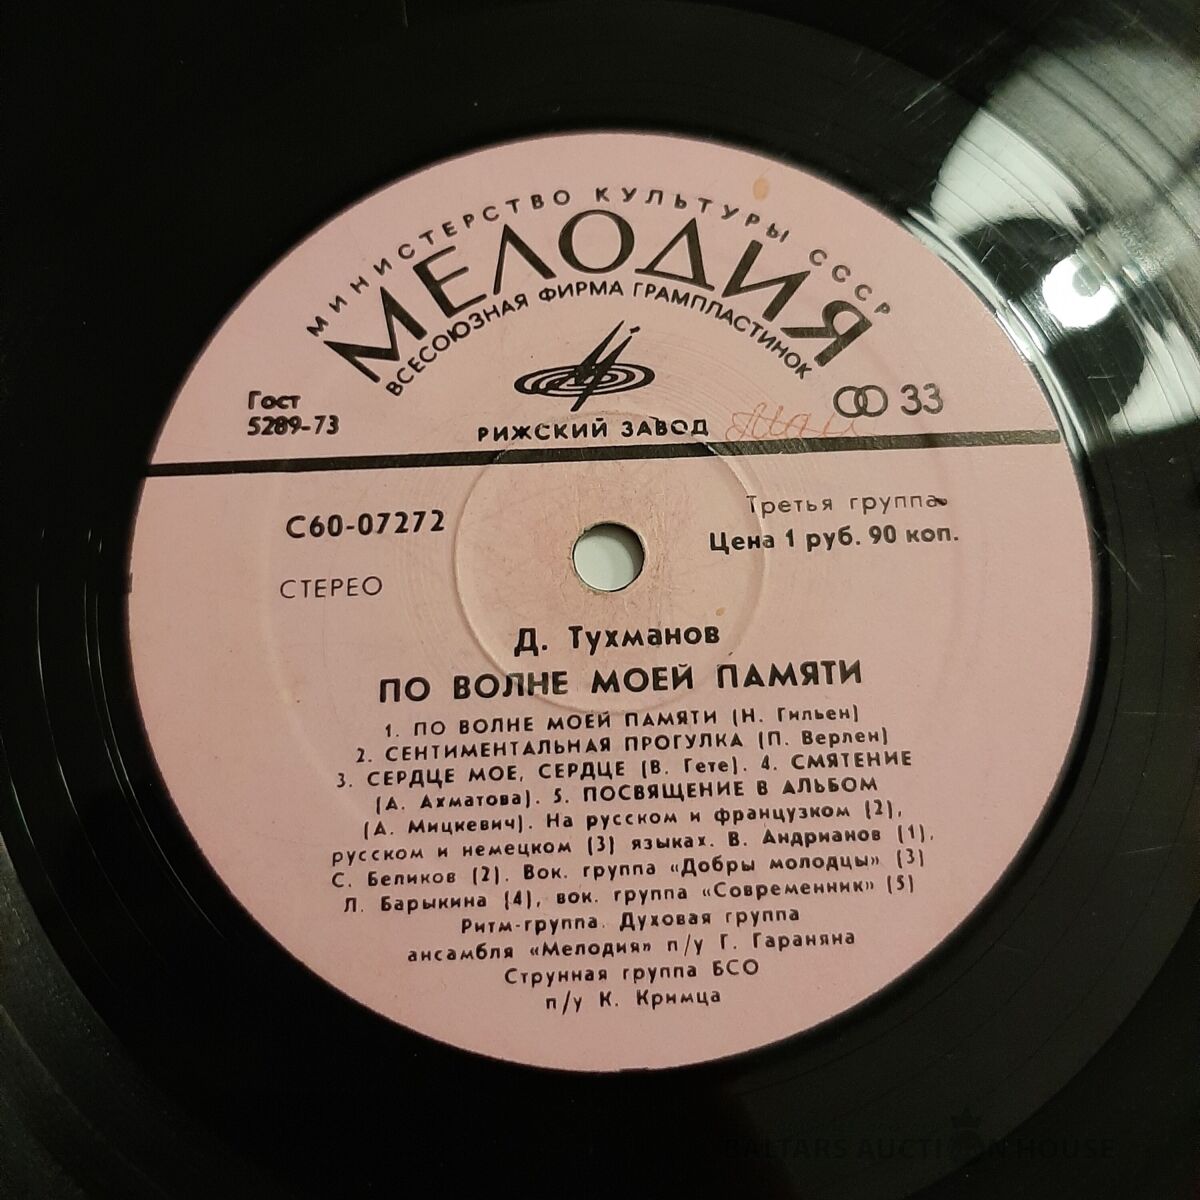 МИНИСТЕРСТВО КУЛЬТУРЫ СССР
МЕЛОДИЯ
ВСЕСОЮЗНАЯ ФИРМА ГРАМПЛАСТИНОК
Гост
5289-73
33
РИЖСКИЙ ЗАВОД
С60-07272
Третья группа
Цена 1 руб. 90 коп.
СТЕРЕО
Д. Тухманов
ПО ВОЛНЕ МОЕЙ ПАМЯТИ
1. ПО ВОЛНЕ МОЕЙ ПАМЯТИ (Н. Гильен)
2. СЕНТИМЕНТАЛЬНАЯ ПРОГУЛКА (П. Верлен)
3. СЕРДЦЕ МОЕ, СЕРДЦЕ (В. Гете). 4. СМЯТЕНИЕ
(А. Ахматова). 5. ПОСВЯЩЕНИЕ В АЛЬБОМ
(А. Мицкевич). На русском и французком (2),
русском и немецком (3) языках. В. Андрианов (1),
С. Беликов (2). Вок. группа «Добры молодцы» (3)
Л. Барыкина (4), вок. группа «Современник» (5)
Ритм-группа. Духовая группа
ансамбля «Мелодия» п/у Г. Гараняна
Струнная группа БСО
п/у К. Кримца
BALTARS AUCTION HOUSE